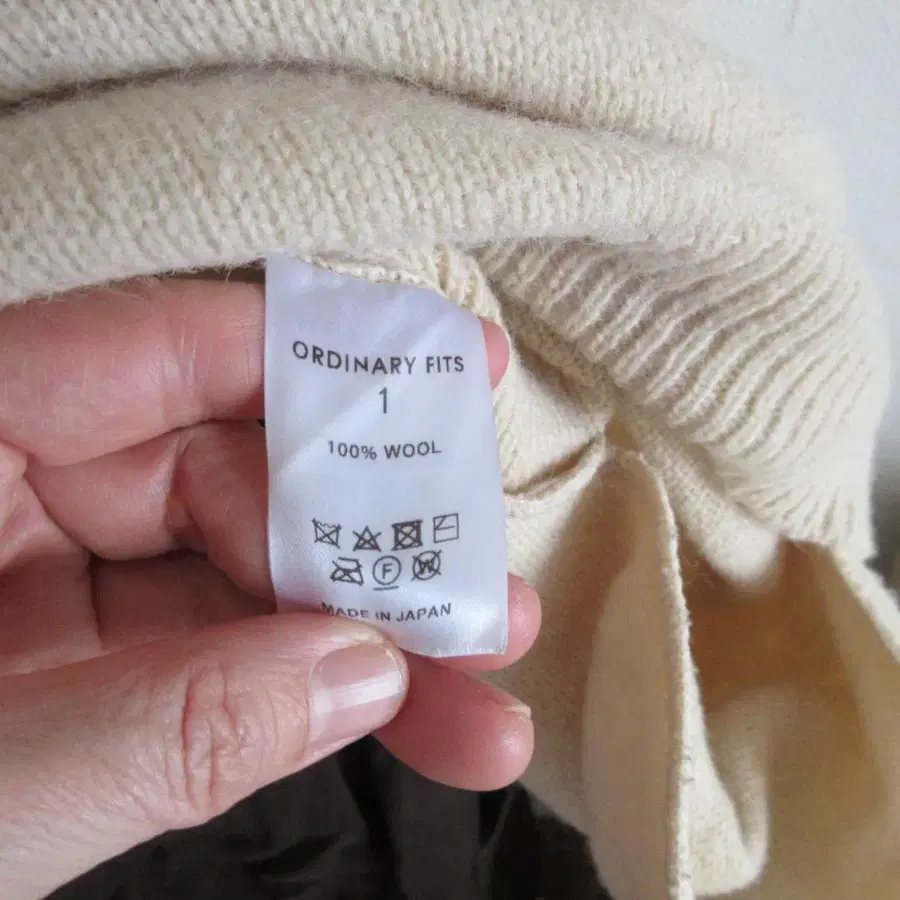 ORDINARY FITS
1
100% WOOL
F W
MADE IN JAPAN